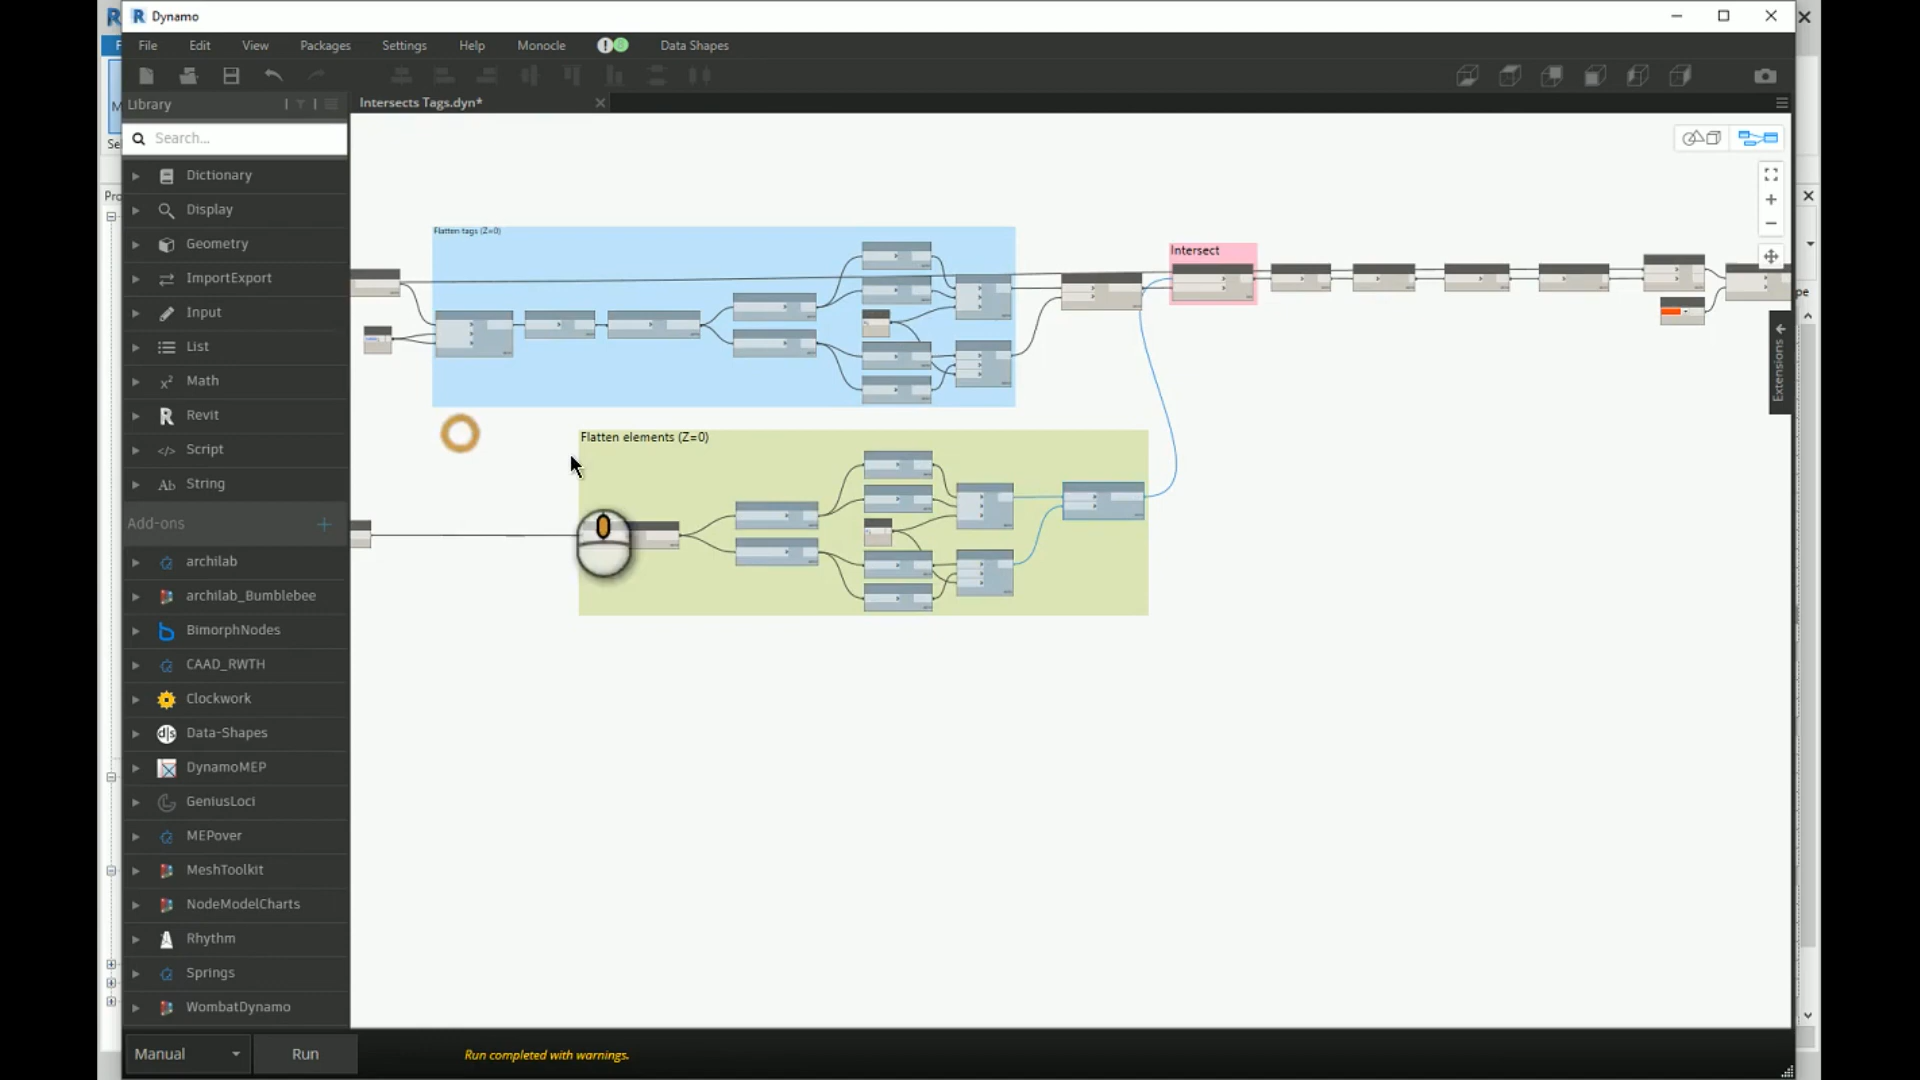 Dynamo
File Edit View Packages Settings Help Monocle Data Shapes
Library
Intersects Tags.dyn*
Search...
Dictionary
Display
Geometry
ImportExport
Input
List
Math
Revit
Script
String
Add-ons
archilab
archilab_Bumblebee
BimorphNodes
CAAD_RWTH
Clockwork
Data-Shapes
DynamoMEP
GeniusLoci
MEPover
MeshToolkit
NodeModelCharts
Rhythm
Springs
WombatDynamo
Flatten tags (Z=0)
Intersect
Flatten elements (Z=0)
Extensions
Manual
Run
Run completed with warnings.